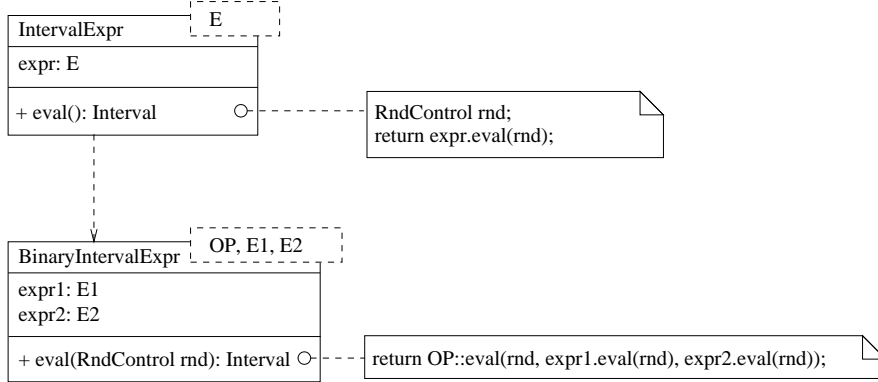 E
IntervalExpr
expr: E
+ eval(): Interval
RndControl rnd;
return expr.eval(rnd);
OP, E1, E2
BinaryIntervalExpr
expr1: E1
expr2: E2
+ eval(RndControl rnd): Interval
return OP::eval(rnd, expr1.eval(rnd), expr2.eval(rnd));